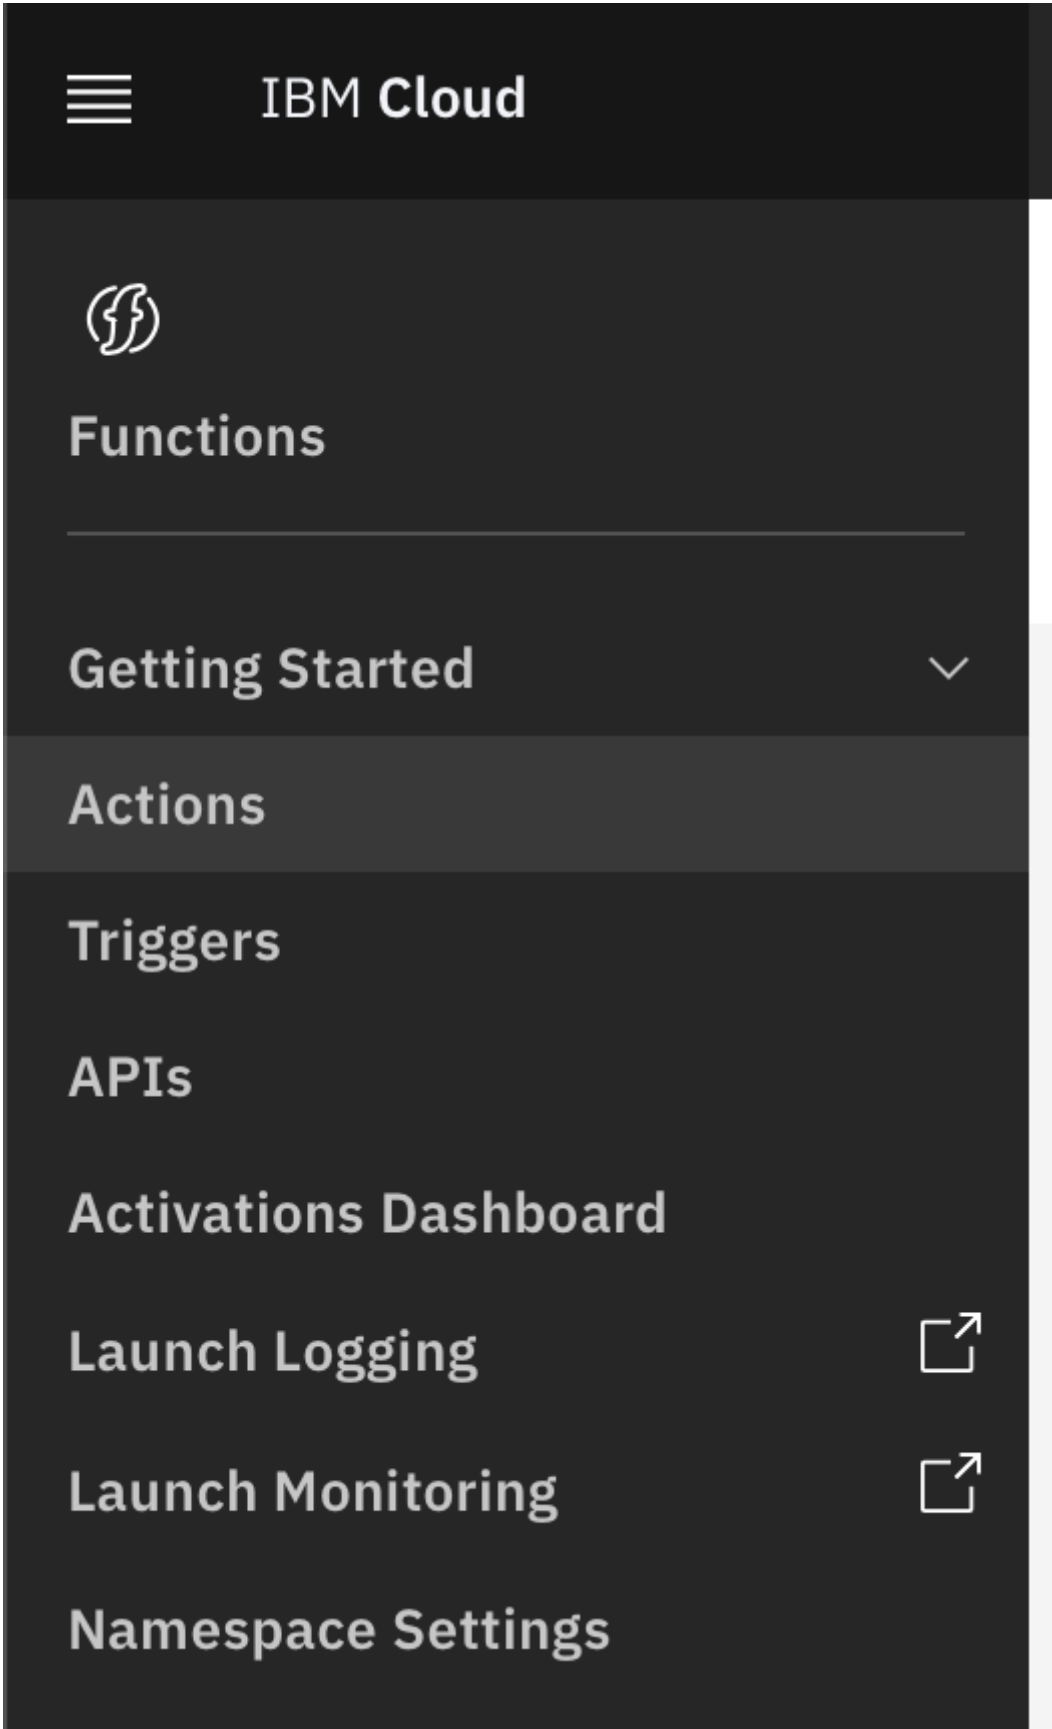 IBM Cloud
Functions
Getting Started
Actions
Triggers
APIs
Activations Dashboard
Launch Logging
Launch Monitoring
Namespace Settings